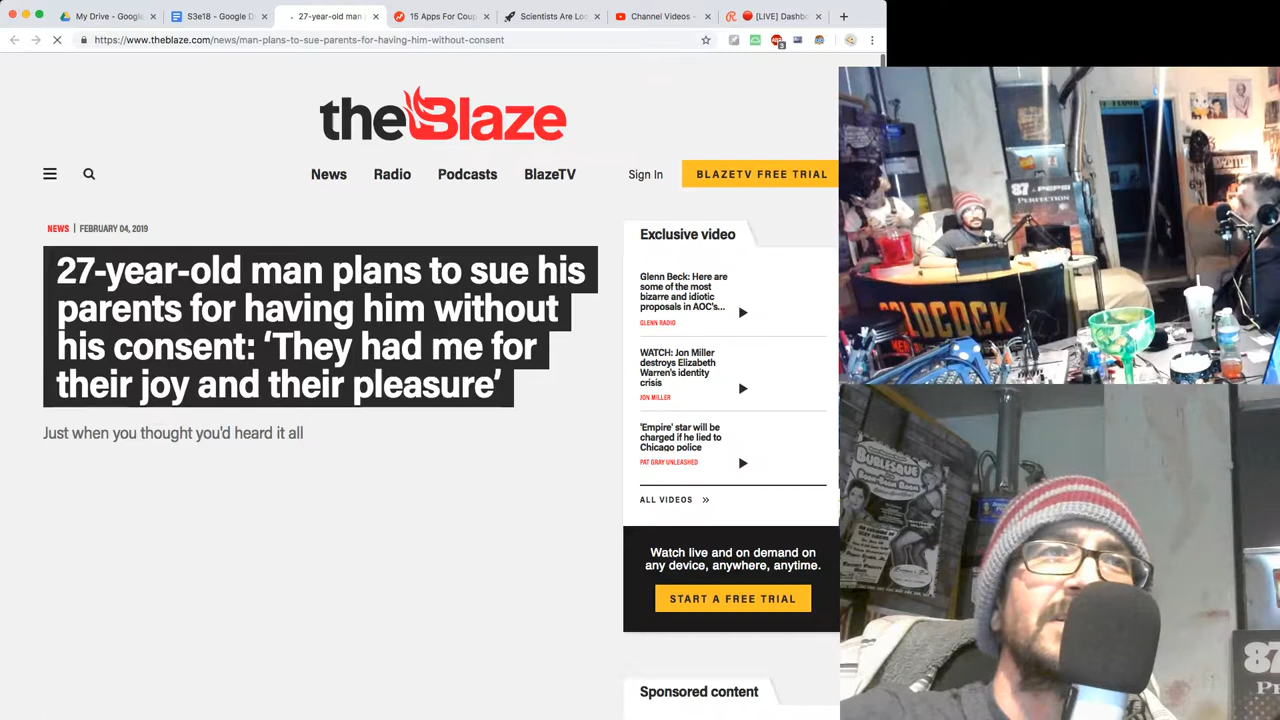 My Drive - Google
S3e18 - Google D
27-year-old man
15 Apps For Coup
Scientists Are Lo
Channel Videos -
[LIVE] Dashbo
https://www.theblaze.com/news/man-plans-to-sue-parents-for-having-him-without-consent
3
theBlaze
News
Radio
Podcasts
BlazeTV
Sign In
BLAZETV FREE TRIAL
NEWS | FEBRUARY 04, 2019
27-year-old man plans to sue his
parents for having him without
his consent: ‘They had me for
their joy and their pleasure’
Just when you thought you'd heard it all
Exclusive video
Glenn Beck: Here are
some of the most
bizarre and idiotic
proposals in AOC's...
GLENN RADIO
WATCH: Jon Miller
destroys Elizabeth
Warren's identity
crisis
JON MILLER
'Empire' star will be
charged if he lied to
Chicago police
PAT GRAY UNLEASHED
ALL VIDEOS »
Watch live and on demand on
any device, anywhere, anytime.
START A FREE TRIAL
Sponsored content
87 PEPSI
PERFECTION
OLDCOCK
BURLESQUE
87